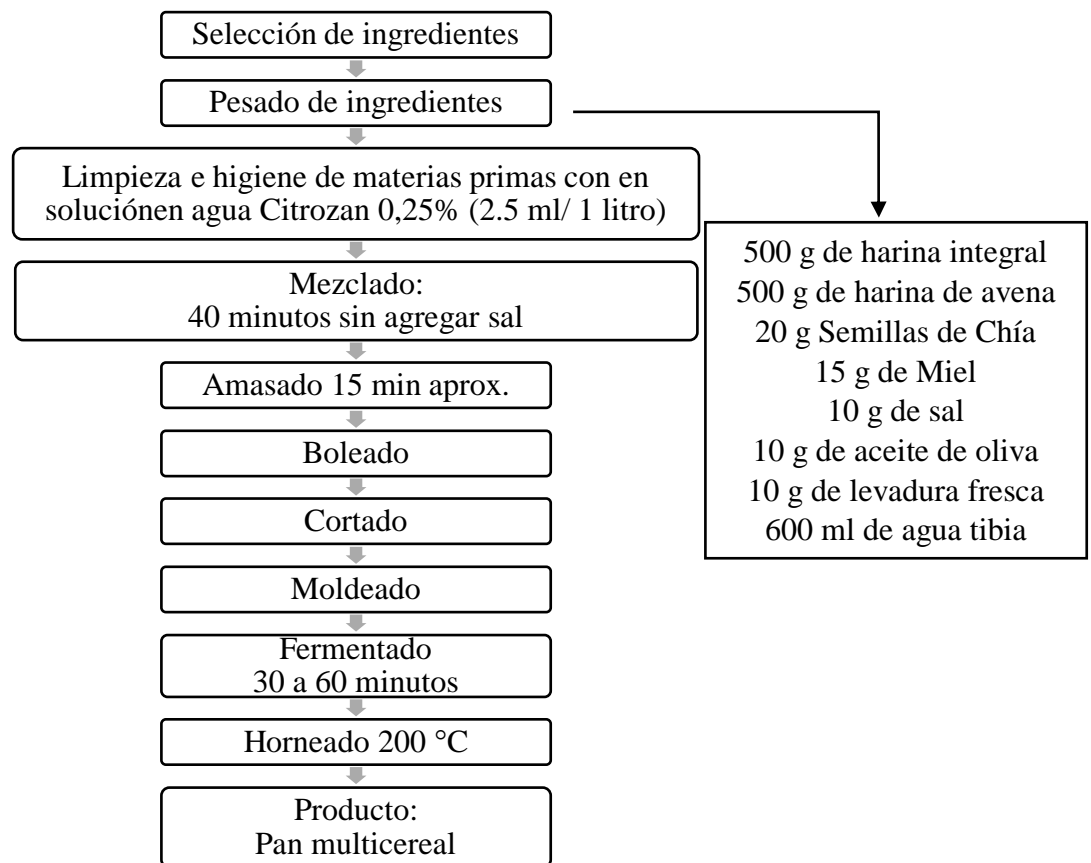 Selección de ingredientes
Pesado de ingredientes
Limpieza e higiene de materias primas con en
soluciónen agua Citrozan 0,25% (2.5 ml/ 1 litro)
Mezclado:
40 minutos sin agregar sal
Amasado 15 min aprox.
Boleado
Cortado
Moldeado
Fermentado
30 a 60 minutos
Horneado 200 °C
Producto:
Pan multicereal
500 g de harina integral
500 g de harina de avena
20 g Semillas de Chía
15 g de Miel
10 g de sal
10 g de aceite de oliva
10 g de levadura fresca
600 ml de agua tibia